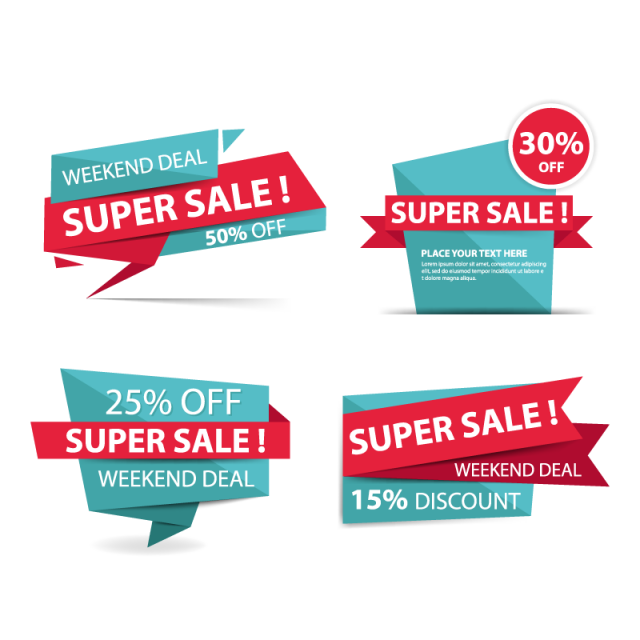 WEEKEND DEAL
SUPER SALE !
50% OFF
30%
OFF
SUPER SALE !
PLACE YOUR TEXT HERE
Lorem ipsum dolor sit amet, consectetur adipiscing
elit, sed do eiusmod tempor incididunt ut labore e
t dolore magna aliqua.
25% OFF
SUPER SALE !
WEEKEND DEAL
SUPER SALE !
WEEKEND DEAL
15% DISCOUNT